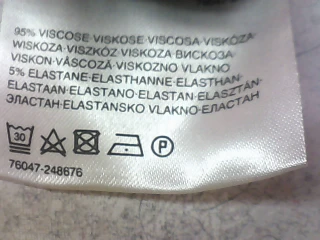 95% VISCOSE·VISKOSE·VISCOSA·VISKÓZA·
WISKOZA·VISZKÓZ·VISKOZA·ВИСКОЗА·
VISKON·VÂSCOZĂ·VISKOZNO VLAKNO
5% ELASTANE·ELASTHANNE·ELASTHAN·
ELASTAAN·ELASTANO·ELASTAN·ELASZTÁN·
ЭЛАСТАН·ELASTANSKO VLAKNO·ЕЛАСТАН
30 P
76047-248676